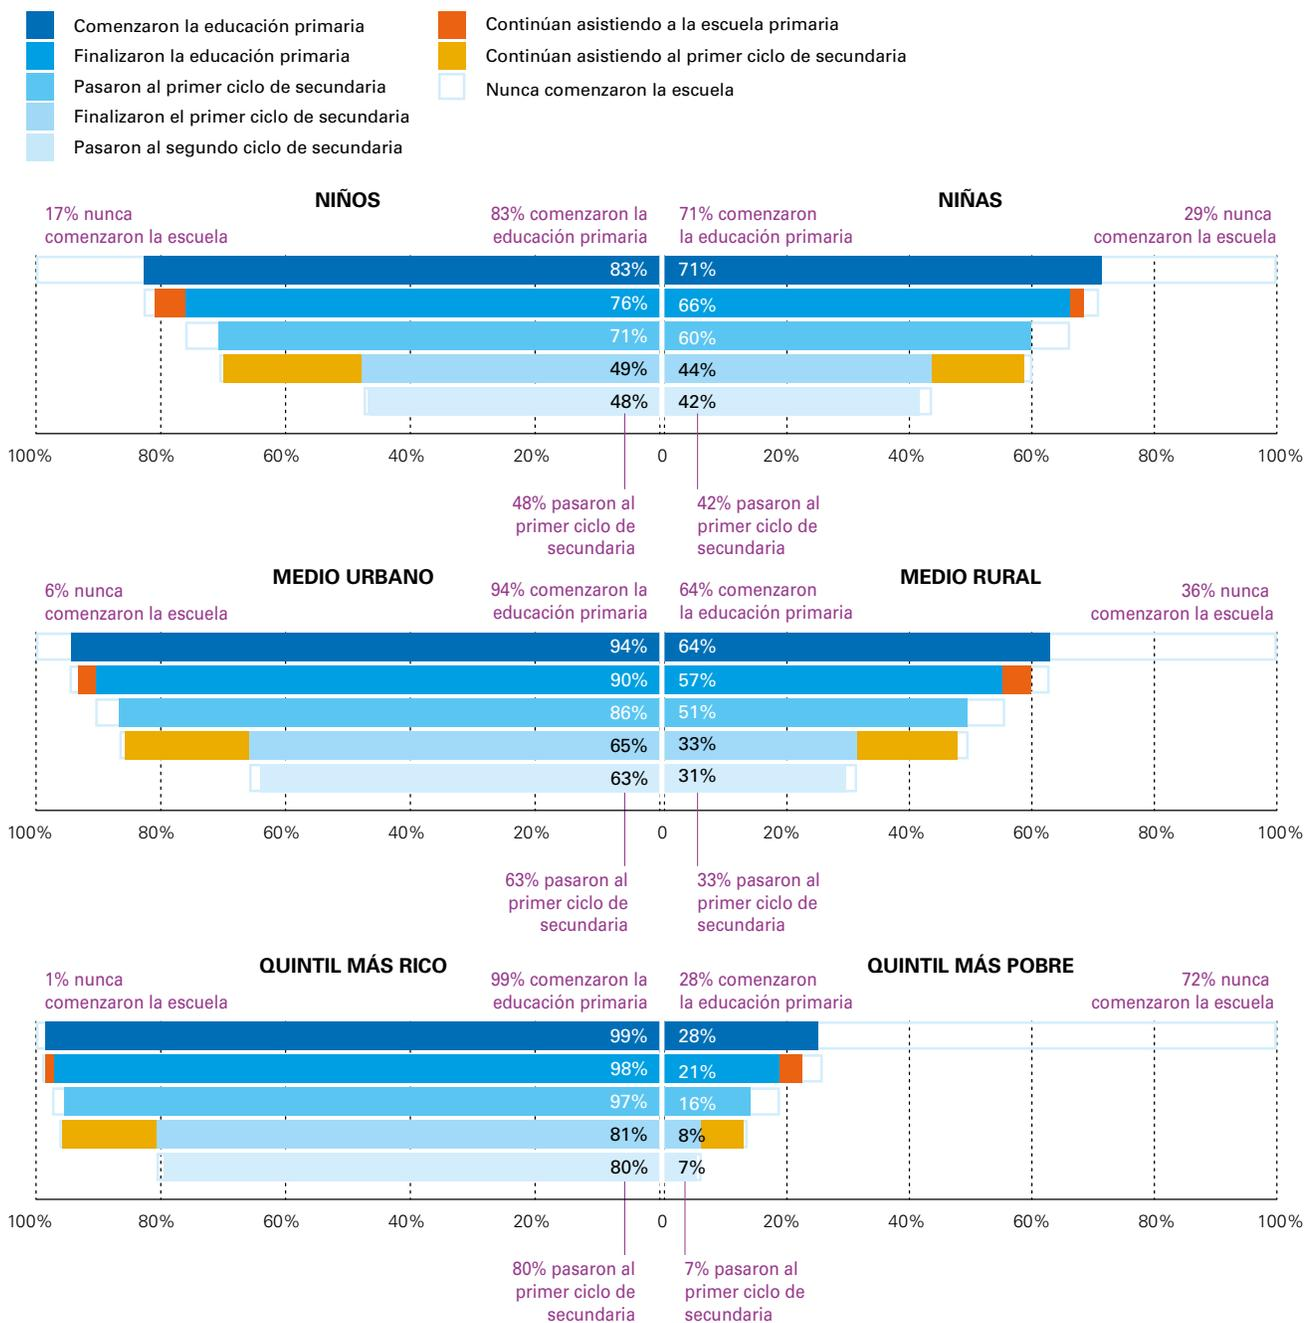 Comenzaron la educación primaria
Finalizaron la educación primaria
Pasaron al primer ciclo de secundaria
Finalizaron el primer ciclo de secundaria
Pasaron al segundo ciclo de secundaria
Continúan asistiendo a la escuela primaria
Continúan asistiendo al primer ciclo de secundaria
Nunca comenzaron la escuela
NIÑOS
17% nunca
comenzaron la escuela
83% comenzaron la
educación primaria
NIÑAS
71% comenzaron
la educación primaria
29% nunca
comenzaron la escuela
83% 71%
76% 66%
71% 60%
49% 44%
48% 42%
100% 80% 60% 40% 20% 0 20% 40% 60% 80% 100%
48% pasaron al
primer ciclo de
secundaria
42% pasaron al
primer ciclo de
secundaria
MEDIO URBANO
6% nunca
comenzaron la escuela
94% comenzaron la
educación primaria
MEDIO RURAL
64% comenzaron
la educación primaria
36% nunca
comenzaron la escuela
94% 64%
90% 57%
86% 51%
65% 33%
63% 31%
100% 80% 60% 40% 20% 0 20% 40% 60% 80% 100%
63% pasaron al
primer ciclo de
secundaria
33% pasaron al
primer ciclo de
secundaria
QUINTIL MÁS RICO
1% nunca
comenzaron la escuela
99% comenzaron la
educación primaria
QUINTIL MÁS POBRE
28% comenzaron
la educación primaria
72% nunca
comenzaron la escuela
99% 28%
98% 21%
97% 16%
81% 8%
80% 7%
100% 80% 60% 40% 20% 0 20% 40% 60% 80% 100%
80% pasaron al
primer ciclo de
secundaria
7% pasaron al
primer ciclo de
secundaria